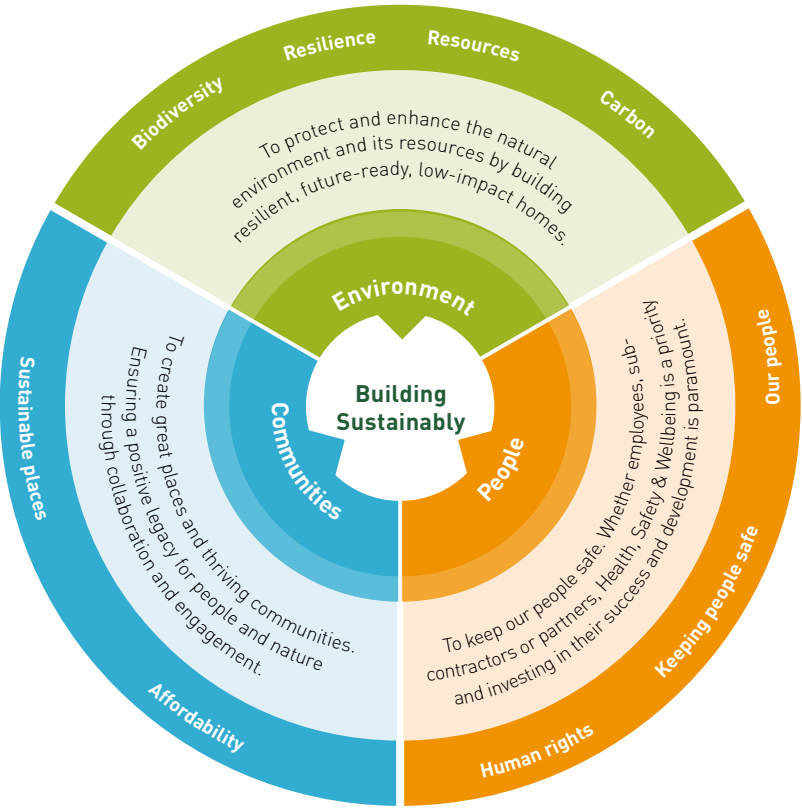 Biodiversity
Resilience
Resources
Carbon
To protect and enhance the natural
environment and its resources by building
resilient, future-ready, low-impact homes.
Environment
Building
Sustainably
Communities
To create great places and thriving communities.
Ensuring a positive legacy for people and nature
through collaboration and engagement.
Sustainable places
Affordability
People
To keep our people safe. Whether employees, sub-
contractors or partners, Health, Safety & Wellbeing is a priority
and investing in their success and development is paramount.
Our people
Keeping people safe
Human rights